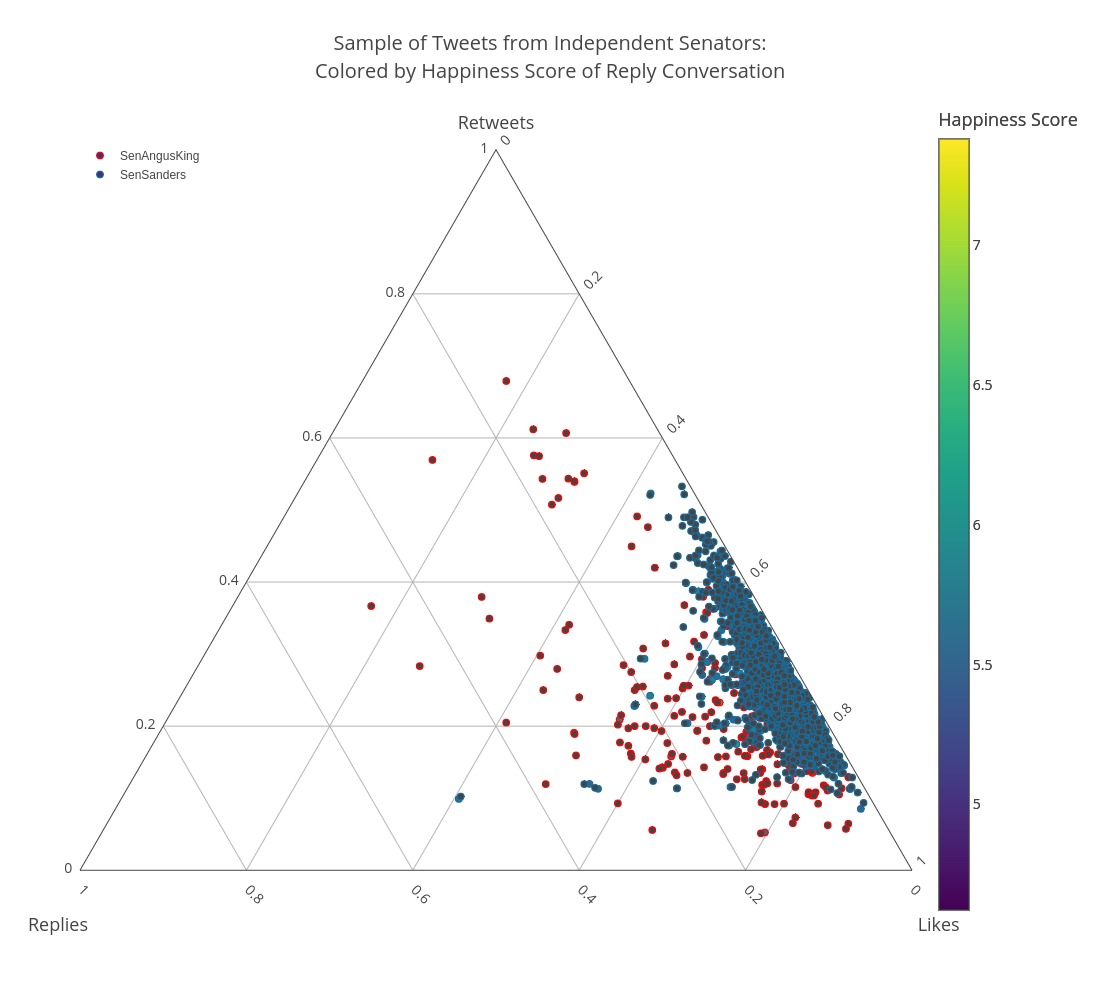 Sample of Tweets from Independent Senators:
Colored by Happiness Score of Reply Conversation
Happiness Score
Retweets
SenAngusKing
SenSanders
1
0
0.8
0.2
0.6
0.4
0.4
0.6
0.2
0.8
0
1
1
0.8
0.6
0.4
0.2
0
Replies
Likes
7
6.5
6
5.5
5